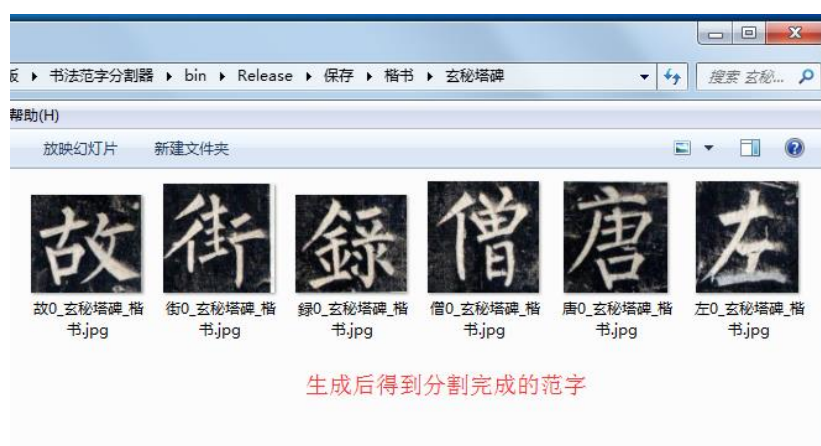 版 ▸ 书法范字分割器 ▸ bin ▸ Release ▸ 保存 ▸ 楷书 ▸ 玄秘塔碑
搜索 玄秘...
帮助(H)
放映幻灯片 新建文件夹
故 街 録 僧 唐 左
故0_玄秘塔碑_楷书.jpg
街0_玄秘塔碑_楷书.jpg
録0_玄秘塔碑_楷书.jpg
僧0_玄秘塔碑_楷书.jpg
唐0_玄秘塔碑_楷书.jpg
左0_玄秘塔碑_楷书.jpg
生成后得到分割完成的范字